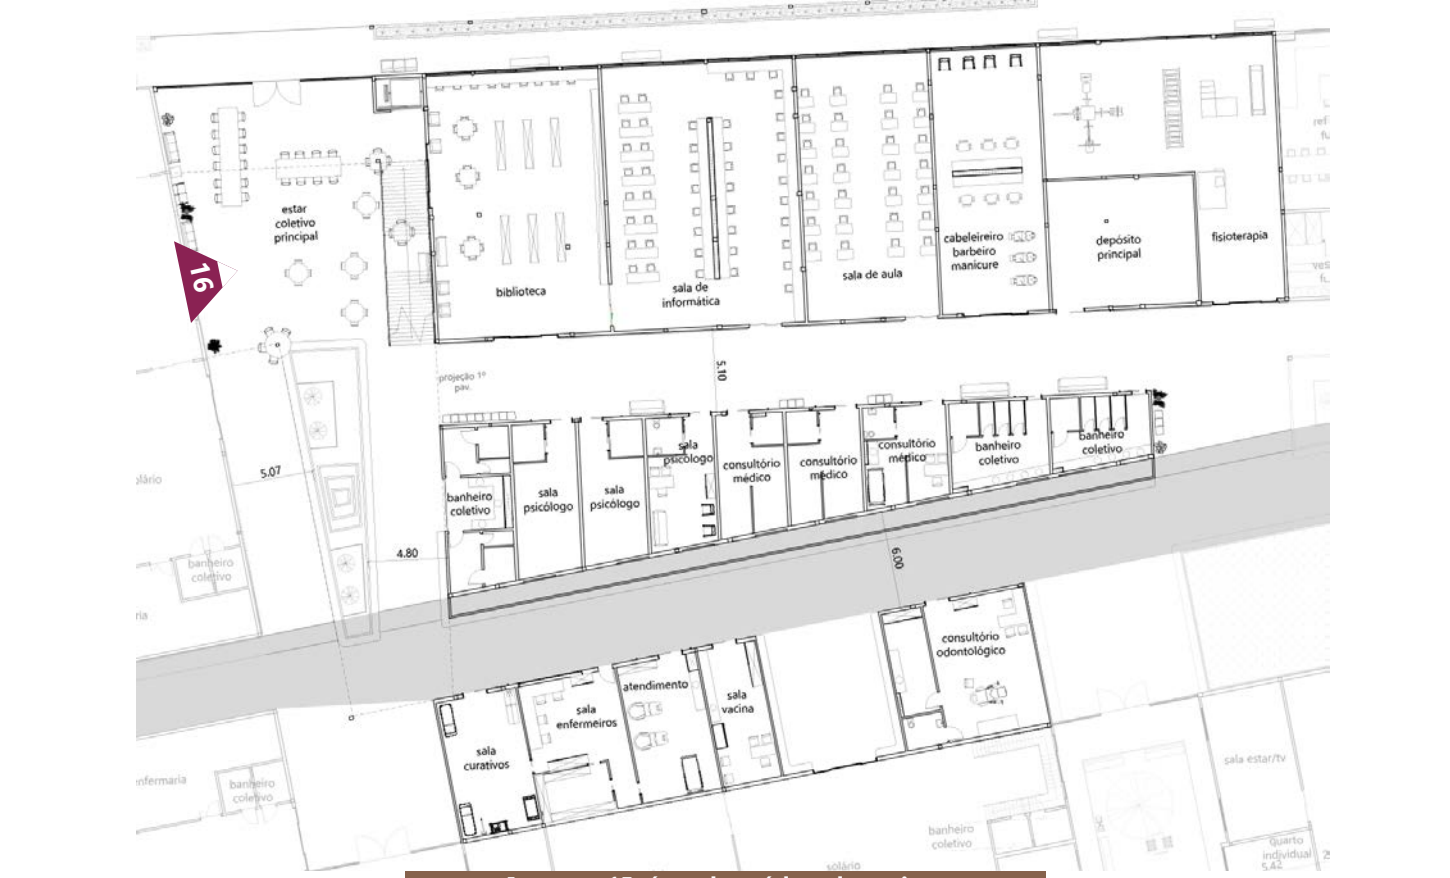 estar
coletivo
principal
16
biblioteca
sala de
informática
sala de aula
cabeleireiro
barbeiro
manicure
depósito
principal
fisioterapia
projeção 1º
pav.
5.10
5.07
4.80
6.00
banheiro
coletivo
sala
psicólogo
sala
psicólogo
sala
psicólogo
consultório
médico
consultório
médico
consultório
médico
banheiro
coletivo
banheiro
coletivo
banheiro
coletivo
sala
curativos
sala
enfermeiros
atendimento
sala
vacina
consultório
odontológico
banheiro
coletivo
banheiro
coletivo
solário
sala estar/tv
quarto
individual
5.42